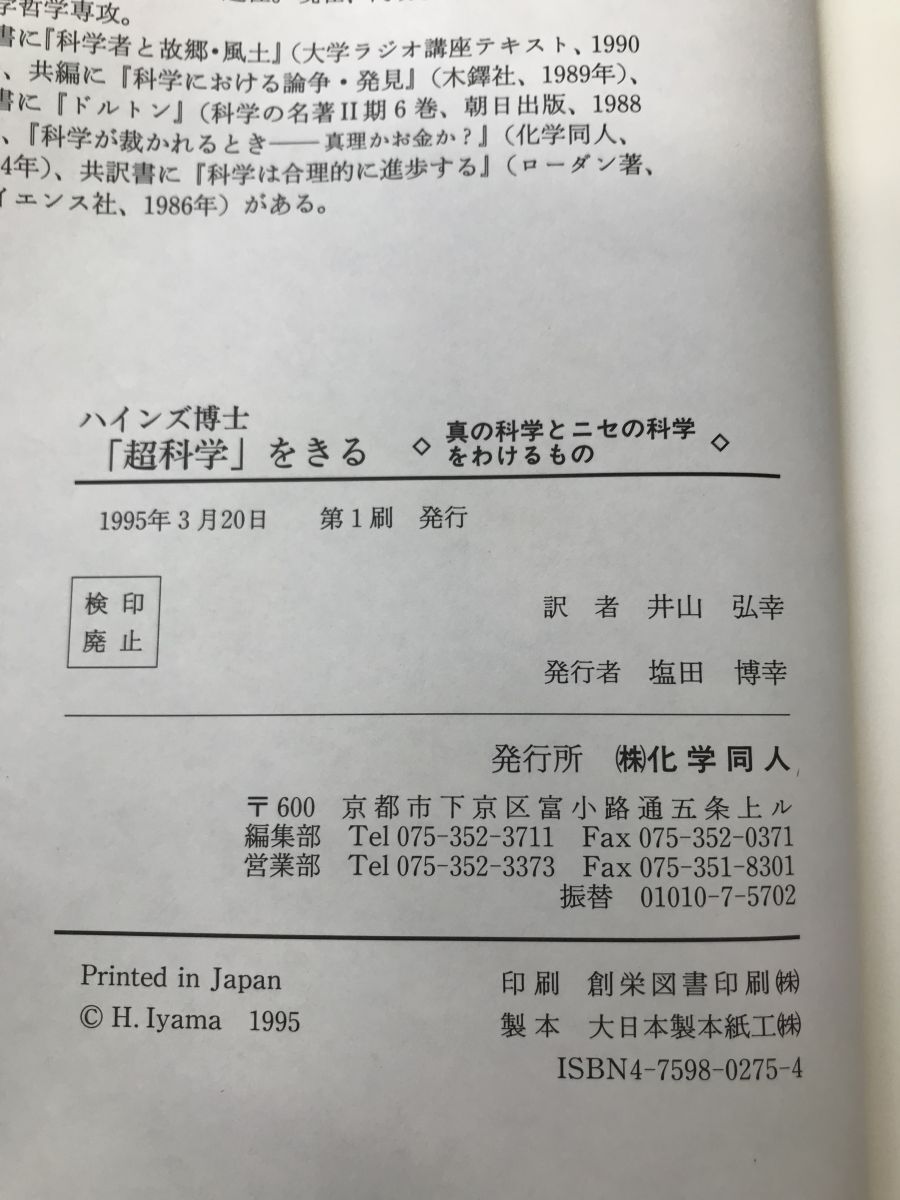 学哲学専攻。
書に『科学者と故郷・風土』(大学ラジオ講座テキスト、1990
、共編に『科学における論争・発見』(木鐸社、1989年)、
書に『ドルトン』(科学の名著II期6巻、朝日出版、1988
、『科学が裁かれるとき——真理かお金か?』(化学同人、
4年)、共訳書に『科学は合理的に進歩する』(ローダン著、
イエンス社、1986年)がある。
ハインズ博士
「超科学」をきる ◇ 真の科学とニセの科学をわけるもの ◇
1995年3月20日 第1刷 発行
検印
廃止
訳 者 井山 弘幸
発行者 塩田 博幸
発行所 ㈱化学同人
〒600 京都市下京区富小路通五条上ル
編集部 Tel 075-352-3711 Fax 075-352-0371
営業部 Tel 075-352-3373 Fax 075-351-8301
振替 01010-7-5702
Printed in Japan
© H. Iyama 1995
印刷 創栄図書印刷㈱
製本 大日本製本紙工㈱
ISBN4-7598-0275-4